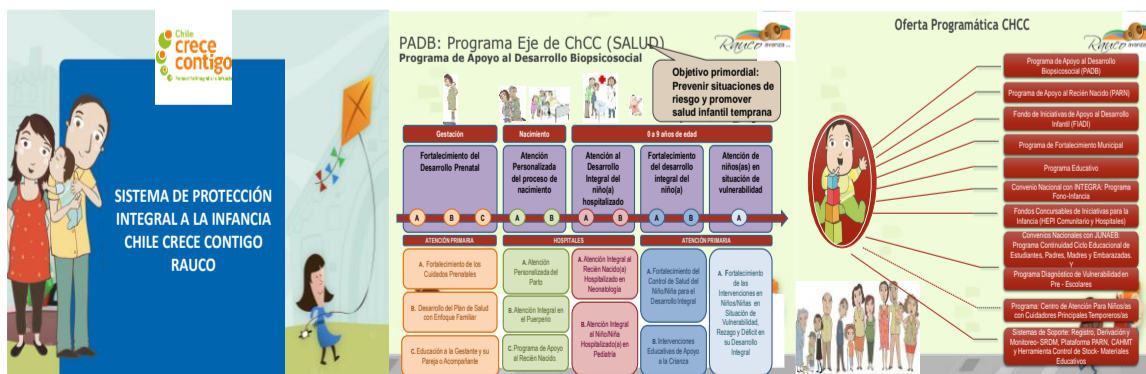 Chile
crece
contigo
SISTEMA DE PROTECCIÓN
INTEGRAL A LA INFANCIA
CHILE CRECE CONTIGO
RAUCO
PADB: Programa Eje de ChCC (SALUD)
Programa de Apoyo al Desarrollo Biopsicosocial
Rauco avanza ...
Objetivo primordial:
Prevenir situaciones de
riesgo y promover
salud infantil temprana
Gestación
Nacimiento
0 a 9 años de edad
Fortalecimiento del
Desarrollo Prenatal
Atención
Personalizada
del proceso de
nacimiento
Atención al
Desarrollo
Integral del
niño(a)
hospitalizado
Fortalecimiento
del desarrollo
integral del
niño(a)
Atención de
niños(as) en
situación de
vulnerabilidad
A B C A B A B A B A
ATENCIÓN PRIMARIA
HOSPITALES
ATENCIÓN PRIMARIA
A. Fortalecimiento de los
Cuidados Prenatales
B. Desarrollo del Plan de Salud
con Enfoque Familiar
C. Educación a la Gestante y su
Pareja o Acompañante
A. Atención
Personalizada del
Parto
B. Atención Integral en
el Puerperio
C. Programa de Apoyo
al Recién Nacido.
A. Atención Integral al
Recién Nacido(a)
Hospitalizado en
Neonatología
B. Atención Integral
al Niño/Niña
Hospitalizado(a) en
Pediatría
A. Fortalecimiento del
Control de Salud del
Niño/Niña para el
Desarrollo Integral
B. Intervenciones
Educativas de Apoyo
a la Crianza
A. Fortalecimiento
de las
Intervenciones en
Niños/Niñas en
Situación de
Vulnerabilidad,
Rezago y Déficit en
su Desarrollo
Integral
Oferta Programática CHCC
Rauco avanza ...
Programa de Apoyo al Desarrollo
Biopsicosocial (PADB)
Programa de Apoyo al Recién Nacido (PARN)
Fondo de Iniciativas de Apoyo al Desarrollo
Infantil (FIADI)
Programa de Fortalecimiento Municipal
Programa Educativo
Convenio Nacional con INTEGRA: Programa
Fono-Infancia
Fondos Concursables de Iniciativas para la
Infancia (HEPI Comunitario y Hospitales)
Convenios Nacionales con JUNAEB:
Programa Continuidad Ciclo Educacional de
Estudiantes, Padres, Madres y Embarazadas.
Y
Programa Diagnóstico de Vulnerabilidad en
Pre - Escolares
Programa: Centro de Atención Para Niños/as
con Cuidadores Principales Temporeros/as
Sistemas de Soporte: Registro, Derivación y
Monitoreo- SRDM, Plataforma PARN, CAHMT
y Herramienta Control de Stock- Materiales
Educativos